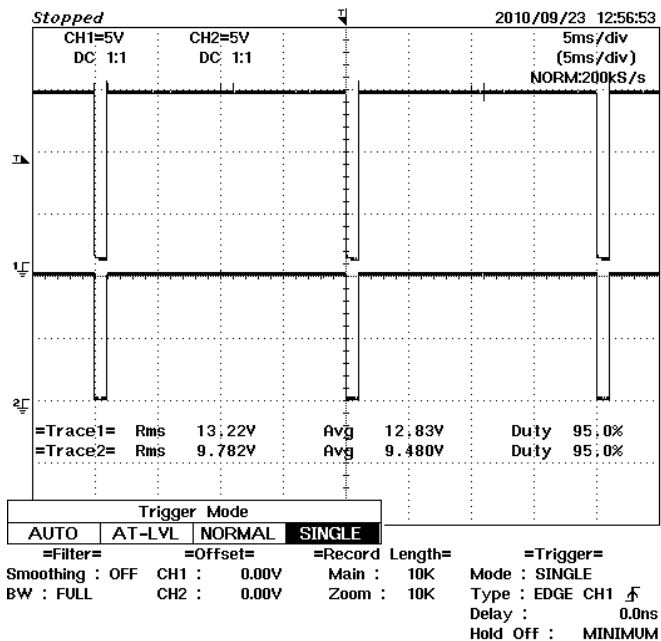 Stopped T 2010/09/23 12:56:53
CH1=5V CH2=5V 5ms/div
DC 1:1 DC 1:1 (5ms/div)
NORM:200kS/s
T
1
2
=Trace1= Rms 13.22V Avg 12.83V Duty 95.0%
=Trace2= Rms 9.782V Avg 9.480V Duty 95.0%
Trigger Mode
AUTO AT-LVL NORMAL SINGLE
=Filter= =Offset= =Record Length= =Trigger=
Smoothing : OFF CH1 : 0.00V Main : 10K Mode : SINGLE
BW : FULL CH2 : 0.00V Zoom : 10K Type : EDGE CH1
Delay : 0.0ns
Hold Off : MINIMUM